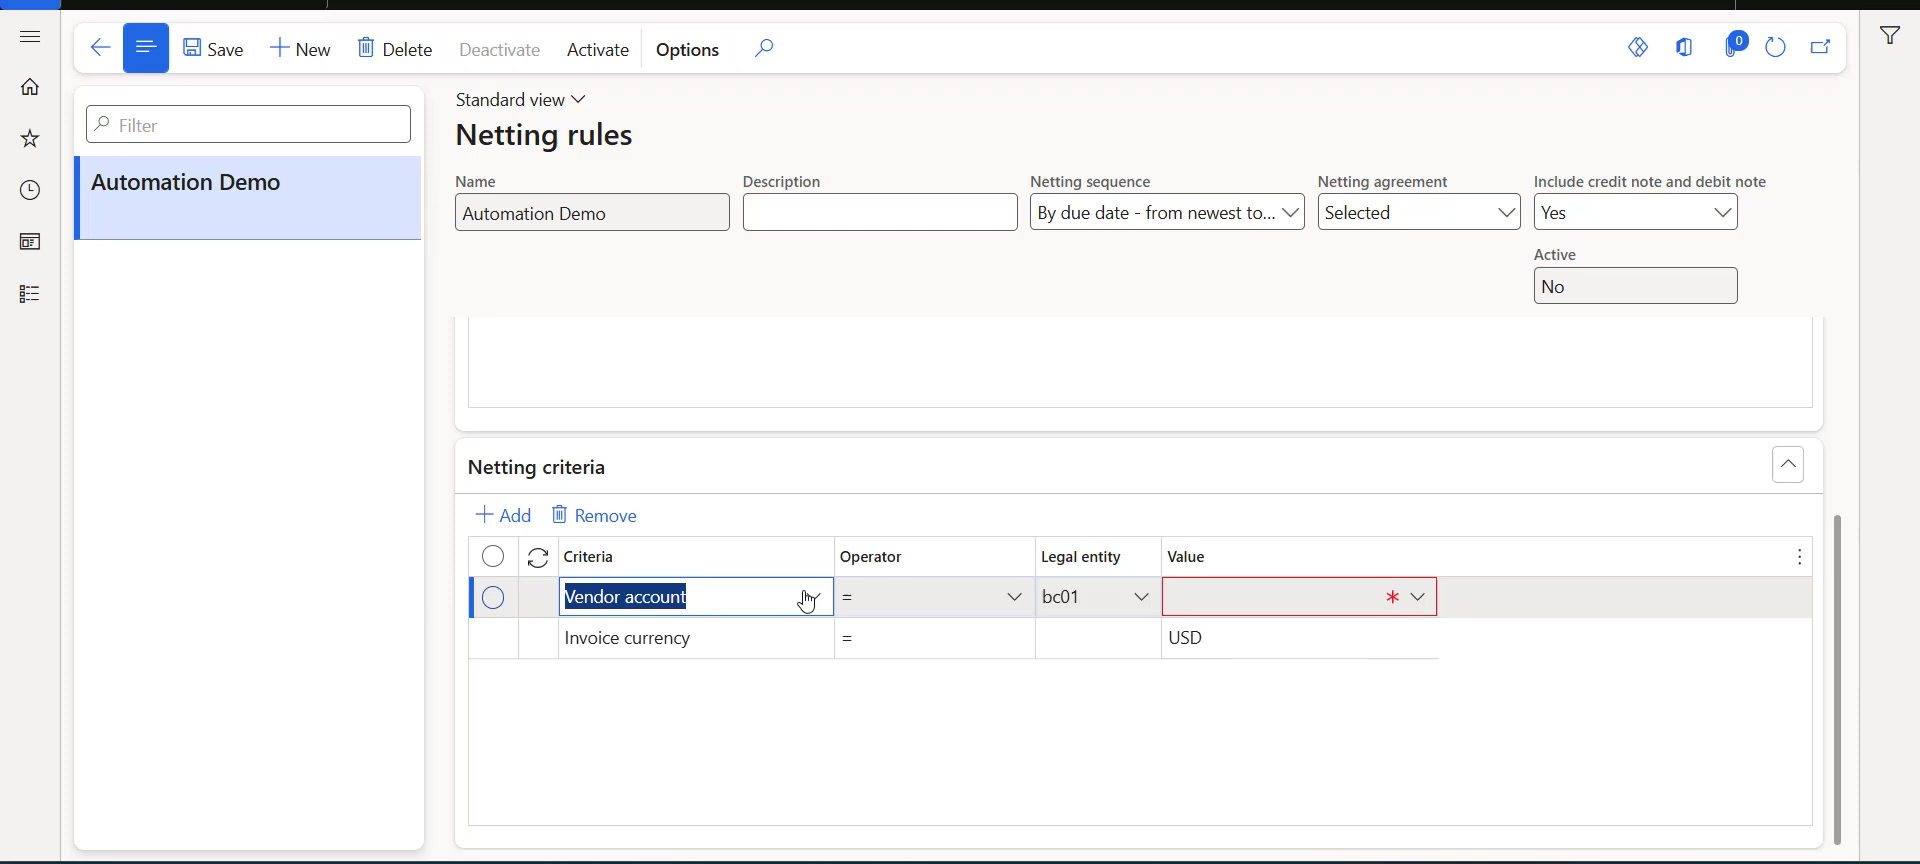 Save New Delete Deactivate Activate Options 0
Filter
Automation Demo
Standard view
Netting rules
Name Description Netting sequence Netting agreement Include credit note and debit note
Automation Demo By due date - from newest to... Selected Yes
Active
No
Netting criteria
Add Remove
Criteria Operator Legal entity Value
Vendor account = bc01 *
Invoice currency = USD